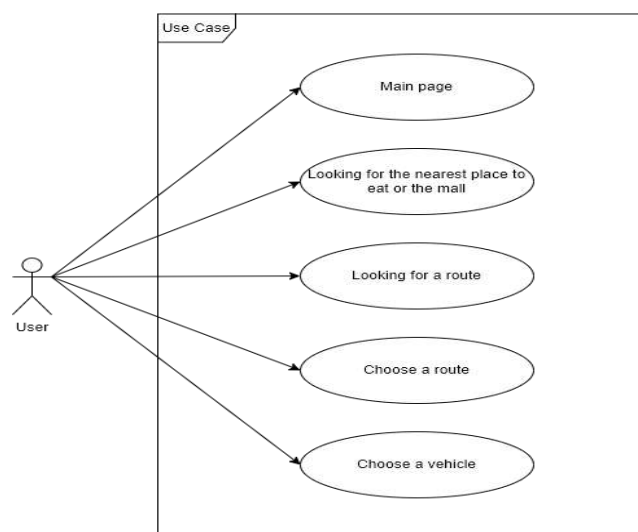 Use Case
Main page
Looking for the nearest place to
eat or the mall
Looking for a route
User
Choose a route
Choose a vehicle